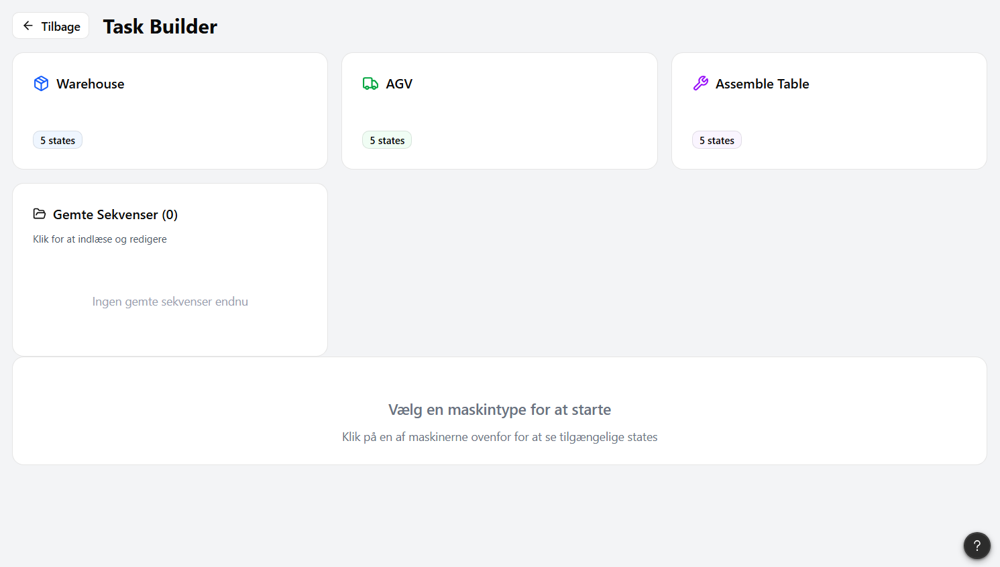 Tilbage
Task Builder
Warehouse
5 states
AGV
5 states
Assemble Table
5 states
Gemte Sekvenser (0)
Klik for at indlæse og redigere
Ingen gemte sekvenser endnu
Vælg en maskintype for at starte
Klik på en af maskinerne ovenfor for at se tilgængelige states
?